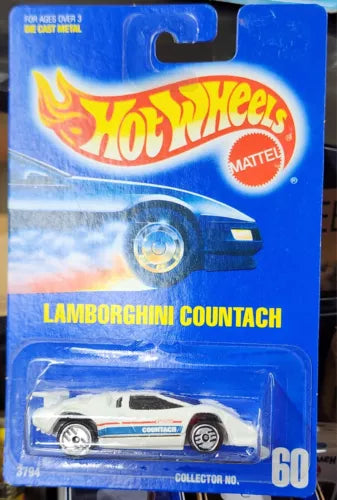 FOR AGES OVER 3
DIE CAST METAL
HOT WHEELS
®
MATTEL
®
LAMBORGHINI COUNTACH
COUNTACH
3794
COLLECTOR NO.
60